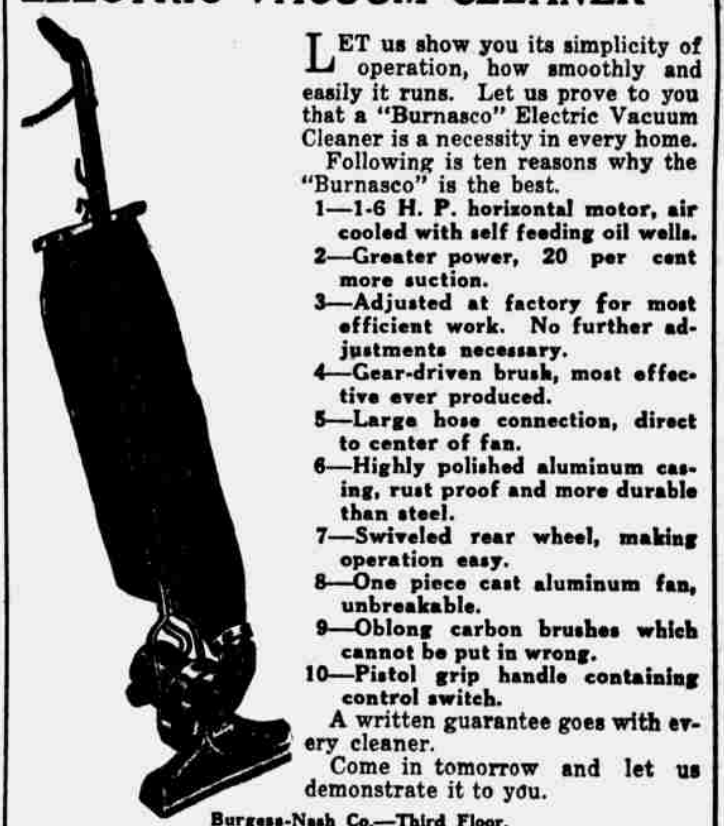 ELECTRIC VACUUM CLEANER
LET us show you its simplicity of
operation, how smoothly and
easily it runs. Let us prove to you
that a "Burnasco" Electric Vacuum
Cleaner is a necessity in every home.
Following is ten reasons why the
"Burnasco" is the best.
1—1-6 H. P. horizontal motor, air
cooled with self feeding oil wells.
2—Greater power, 20 per cent
more suction.
3—Adjusted at factory for most
efficient work. No further ad-
justments necessary.
4—Gear-driven brush, most effec-
tive ever produced.
5—Large hose connection, direct
to center of fan.
6—Highly polished aluminum cas-
ing, rust proof and more durable
than steel.
7—Swiveled rear wheel, making
operation easy.
8—One piece cast aluminum fan,
unbreakable.
9—Oblong carbon brushes which
cannot be put in wrong.
10—Pistol grip handle containing
control switch.
A written guarantee goes with ev-
ery cleaner.
Come in tomorrow and let us
demonstrate it to you.
Burgess-Nash Co.—Third Floor.